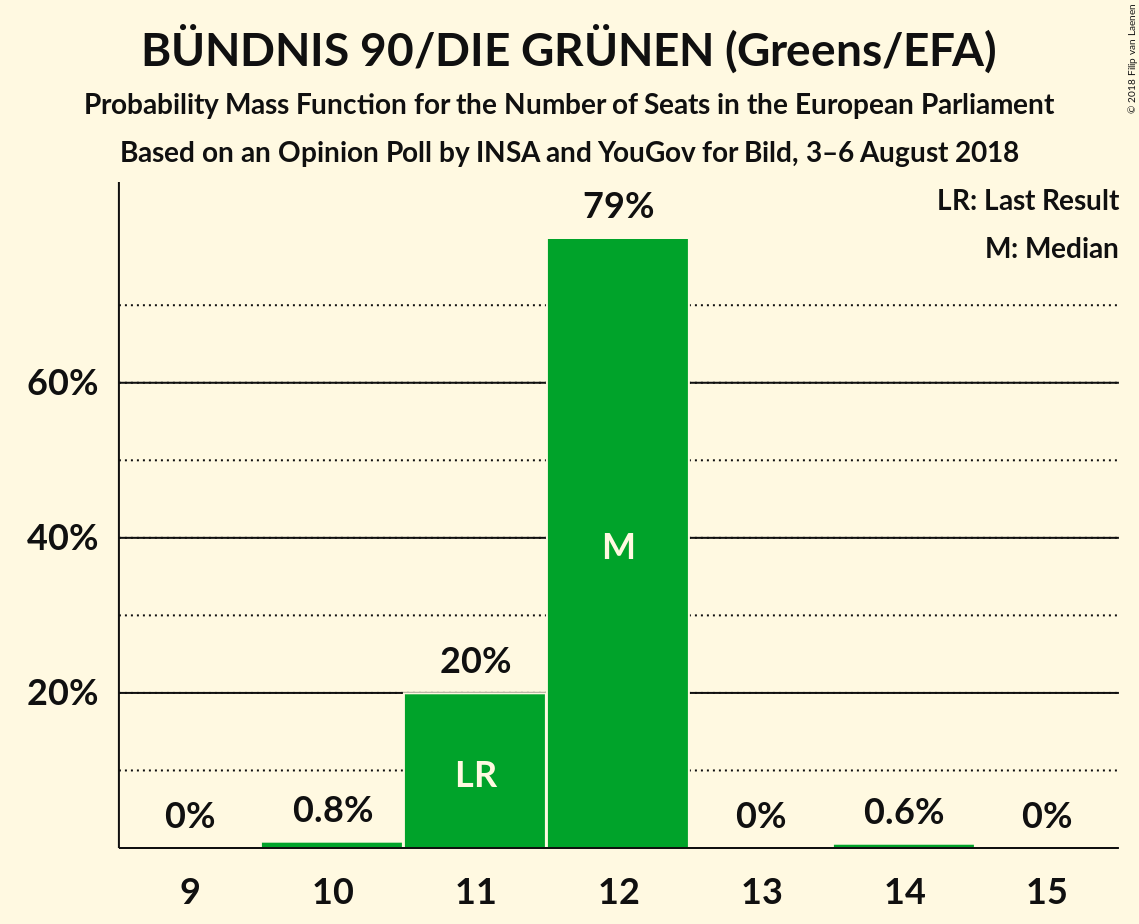 BÜNDNIS 90/DIE GRÜNEN (Greens/EFA)
Probability Mass Function for the Number of Seats in the European Parliament
Based on an Opinion Poll by INSA and YouGov for Bild, 3–6 August 2018
© 2018 Filip van Laenen
LR: Last Result
M: Median
79%
60%
40%
20%
M
20%
LR
0%
0.8%
0%
0.6%
0%
9 10 11 12 13 14 15